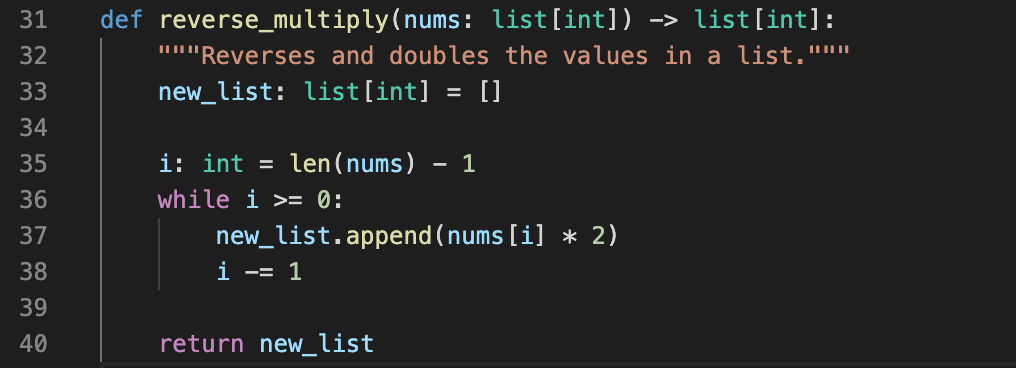 31 def reverse_multiply(nums: list[int]) -> list[int]:
32     """Reverses and doubles the values in a list."""
33     new_list: list[int] = []
34
35     i: int = len(nums) - 1
36     while i >= 0:
37         new_list.append(nums[i] * 2)
38         i -= 1
39
40     return new_list